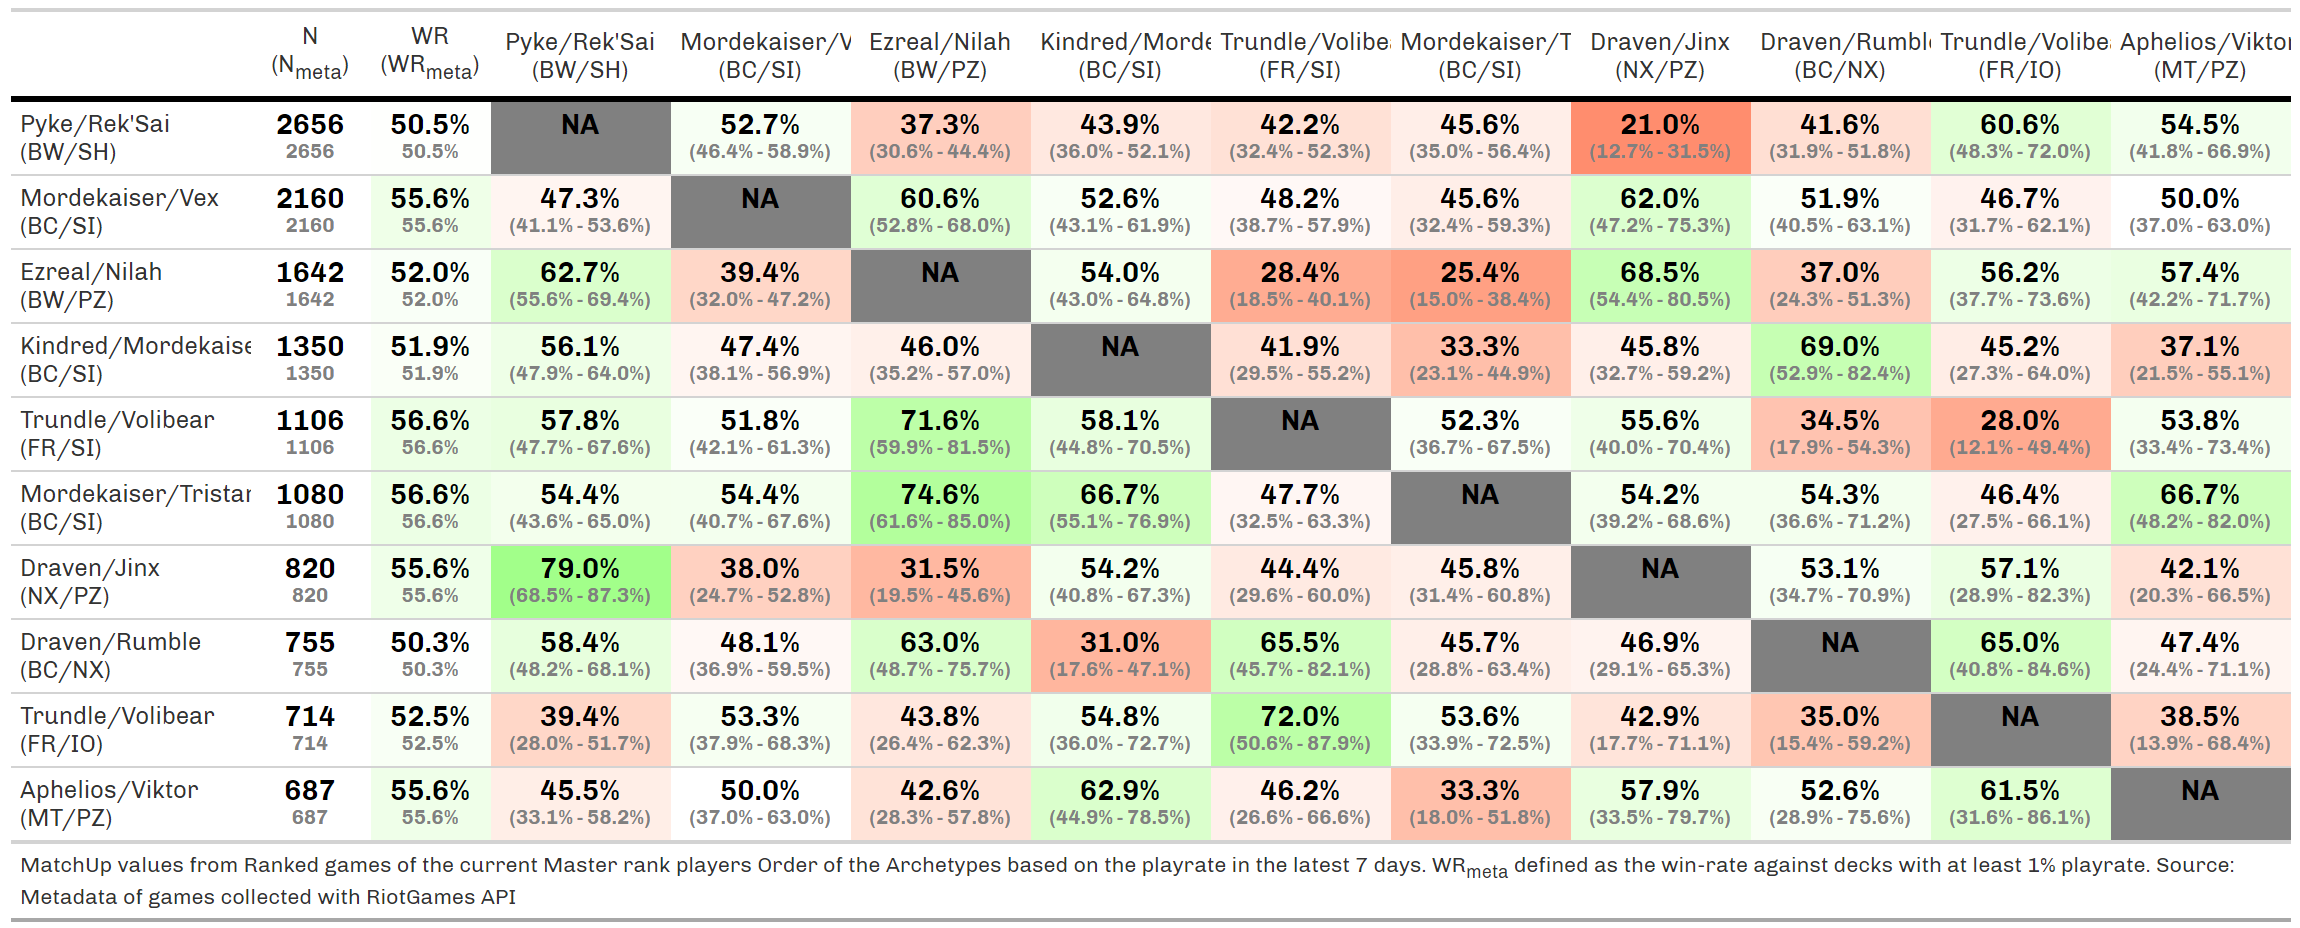 N WR Pyke/Rek'Sai Mordekaiser/V Ezreal/Nilah Kindred/Morde Trundle/Volibea Mordekaiser/T Draven/Jinx Draven/Rumble Trundle/Volibea Aphelios/Viktor
(Nmeta) (WRmeta) (BW/SH) (BC/SI) (BW/PZ) (BC/SI) (FR/SI) (BC/SI) (NX/PZ) (BC/NX) (FR/IO) (MT/PZ)
Pyke/Rek'Sai 2656 50.5% NA 52.7% 37.3% 43.9% 42.2% 45.6% 21.0% 41.6% 60.6% 54.5%
(BW/SH) 2656 50.5% (46.4% - 58.9%) (30.6% - 44.4%) (36.0% - 52.1%) (32.4% - 52.3%) (35.0% - 56.4%) (12.7% - 31.5%) (31.9% - 51.8%) (48.3% - 72.0%) (41.8% - 66.9%)
Mordekaiser/Vex 2160 55.6% 47.3% NA 60.6% 52.6% 48.2% 45.6% 62.0% 51.9% 46.7% 50.0%
(BC/SI) 2160 55.6% (41.1% - 53.6%) (52.8% - 68.0%) (43.1% - 61.9%) (38.7% - 57.9%) (32.4% - 59.3%) (47.2% - 75.3%) (40.5% - 63.1%) (31.7% - 62.1%) (37.0% - 63.0%)
Ezreal/Nilah 1642 52.0% 62.7% 39.4% NA 54.0% 28.4% 25.4% 68.5% 37.0% 56.2% 57.4%
(BW/PZ) 1642 52.0% (55.6% - 69.4%) (32.0% - 47.2%) (43.0% - 64.8%) (18.5% - 40.1%) (15.0% - 38.4%) (54.4% - 80.5%) (24.3% - 51.3%) (37.7% - 73.6%) (42.2% - 71.7%)
Kindred/Mordekaise 1350 51.9% 56.1% 47.4% 46.0% NA 41.9% 33.3% 45.8% 69.0% 45.2% 37.1%
(BC/SI) 1350 51.9% (47.9% - 64.0%) (38.1% - 56.9%) (35.2% - 57.0%) (29.5% - 55.2%) (23.1% - 44.9%) (32.7% - 59.2%) (52.9% - 82.4%) (27.3% - 64.0%) (21.5% - 55.1%)
Trundle/Volibear 1106 56.6% 57.8% 51.8% 71.6% 58.1% NA 52.3% 55.6% 34.5% 28.0% 53.8%
(FR/SI) 1106 56.6% (47.7% - 67.6%) (42.1% - 61.3%) (59.9% - 81.5%) (44.8% - 70.5%) (36.7% - 67.5%) (40.0% - 70.4%) (17.9% - 54.3%) (12.1% - 49.4%) (33.4% - 73.4%)
Mordekaiser/Tristan 1080 56.6% 54.4% 54.4% 74.6% 66.7% 47.7% NA 54.2% 54.3% 46.4% 66.7%
(BC/SI) 1080 56.6% (43.6% - 65.0%) (40.7% - 67.6%) (61.6% - 85.0%) (55.1% - 76.9%) (32.5% - 63.3%) (39.2% - 68.6%) (36.6% - 71.2%) (27.5% - 66.1%) (48.2% - 82.0%)
Draven/Jinx 820 55.6% 79.0% 38.0% 31.5% 54.2% 44.4% 45.8% NA 53.1% 57.1% 42.1%
(NX/PZ) 820 55.6% (68.5% - 87.3%) (24.7% - 52.8%) (19.5% - 45.6%) (40.8% - 67.3%) (29.6% - 60.0%) (31.4% - 60.8%) (34.7% - 70.9%) (28.9% - 82.3%) (20.3% - 66.5%)
Draven/Rumble 755 50.3% 58.4% 48.1% 63.0% 31.0% 65.5% 45.7% 46.9% NA 65.0% 47.4%
(BC/NX) 755 50.3% (48.2% - 68.1%) (36.9% - 59.5%) (48.7% - 75.7%) (17.6% - 47.1%) (45.7% - 82.1%) (28.8% - 63.4%) (29.1% - 65.3%) (40.8% - 84.6%) (24.4% - 71.1%)
Trundle/Volibear 714 52.5% 39.4% 53.3% 43.8% 54.8% 72.0% 53.6% 42.9% 35.0% NA 38.5%
(FR/IO) 714 52.5% (28.0% - 51.7%) (37.9% - 68.3%) (26.4% - 62.3%) (36.0% - 72.7%) (50.6% - 87.9%) (33.9% - 72.5%) (17.7% - 71.1%) (15.4% - 59.2%) (13.9% - 68.4%)
Aphelios/Viktor 687 55.6% 45.5% 50.0% 42.6% 62.9% 46.2% 33.3% 57.9% 52.6% 61.5% NA
(MT/PZ) 687 55.6% (33.1% - 58.2%) (37.0% - 63.0%) (28.3% - 57.8%) (44.9% - 78.5%) (26.6% - 66.6%) (18.0% - 51.8%) (33.5% - 79.7%) (28.9% - 75.6%) (31.6% - 86.1%)
MatchUp values from Ranked games of the current Master rank players Order of the Archetypes based on the playrate in the latest 7 days. WRmeta defined as the win-rate against decks with at least 1% playrate. Source:
Metadata of games collected with RiotGames API